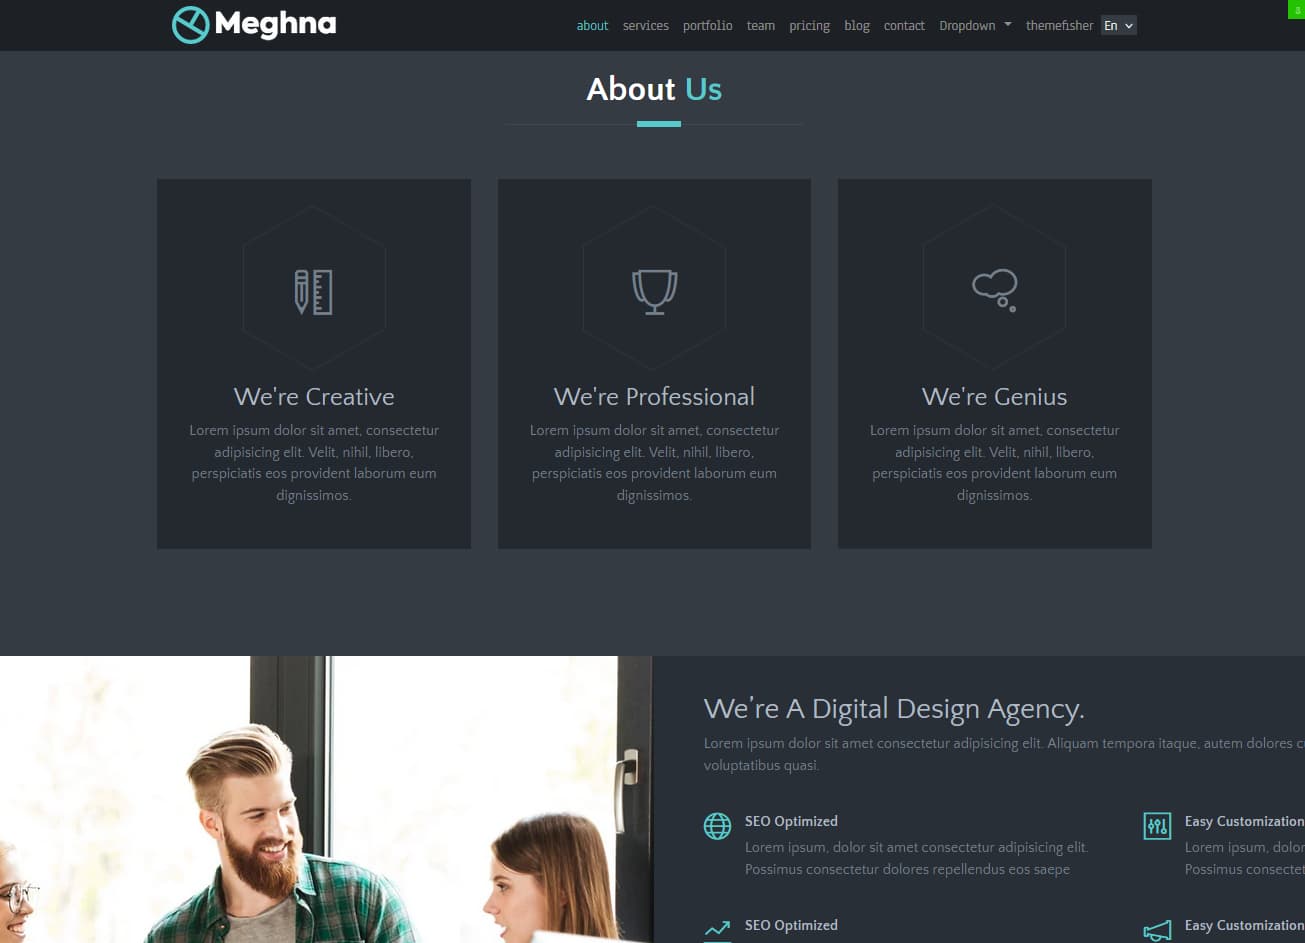 Meghna
about services portfolio team pricing blog contact Dropdown themefisher En
About Us
We're Creative
Lorem ipsum dolor sit amet, consectetur
adipisicing elit. Velit, nihil, libero,
perspiciatis eos provident laborum eum
dignissimos.
We're Professional
Lorem ipsum dolor sit amet, consectetur
adipisicing elit. Velit, nihil, libero,
perspiciatis eos provident laborum eum
dignissimos.
We're Genius
Lorem ipsum dolor sit amet, consectetur
adipisicing elit. Velit, nihil, libero,
perspiciatis eos provident laborum eum
dignissimos.
We’re A Digital Design Agency.
Lorem ipsum dolor sit amet consectetur adipisicing elit. Aliquam tempora itaque, autem dolores
voluptatibus quasi.
SEO Optimized
Lorem ipsum, dolor sit amet consectetur adipisicing elit.
Possimus consectetur dolores repellendus eos saepe
Easy Customization
Lorem ipsum, dolor
Possimus
SEO Optimized
Easy Customization